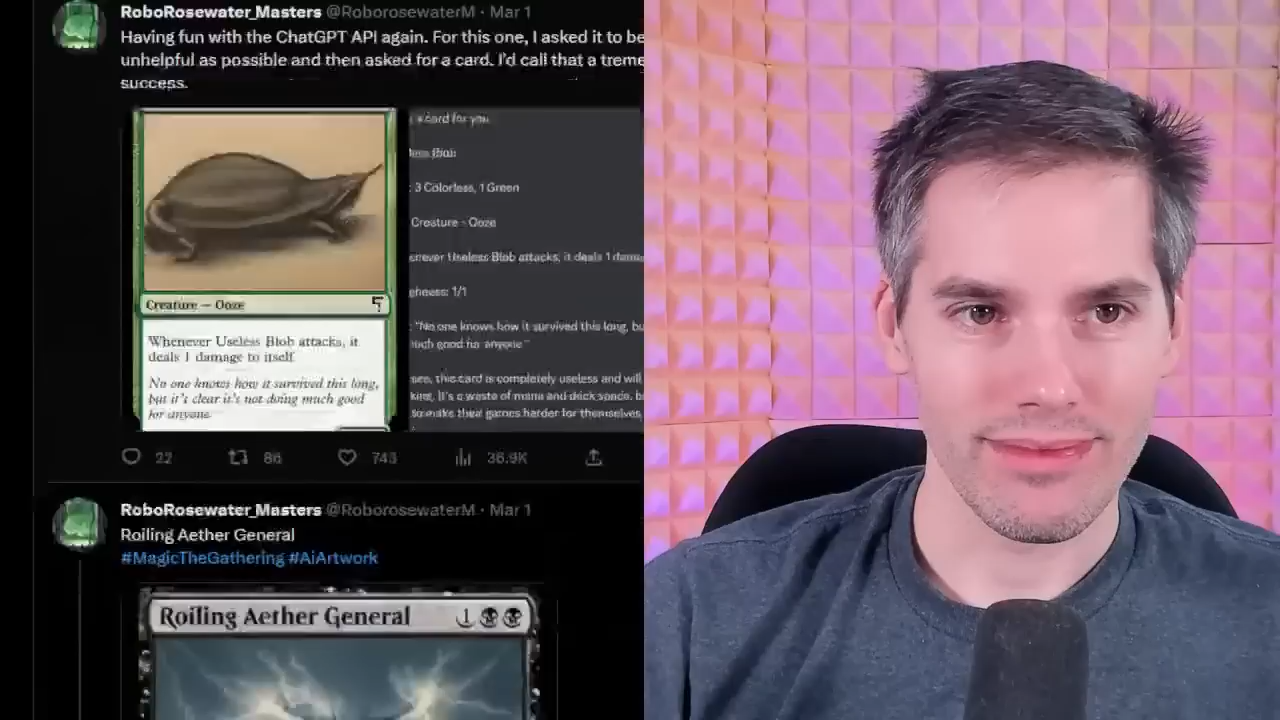 RoboRosewater_Masters @RoborosewaterM · Mar 1
Having fun with the ChatGPT API again. For this one, I asked it to be
unhelpful as possible and then asked for a card. I'd call that a treme
success.
a card for you
Blob:
: 3 Colorless, 1 Green
Creature - Ooze
Useless Blob attacks, it deals 1
: 1/1
Creature — Ooze
"No one knows how it survived this long, bu
Whenever Useless Blob attacks, it
much good for anyone."
deals 1 damage to itself.
this card is completely useless and will
No one knows how it survived this long,
It's a waste of mana and deck space.
but it's clear it's not doing much good
to make their games harder for themselves
for anyone.
22 86 743 36.9K
RoboRosewater_Masters @RoborosewaterM · Mar 1
Roiling Aether General
#MagicTheGathering #AiArtwork
Roiling Aether General 1